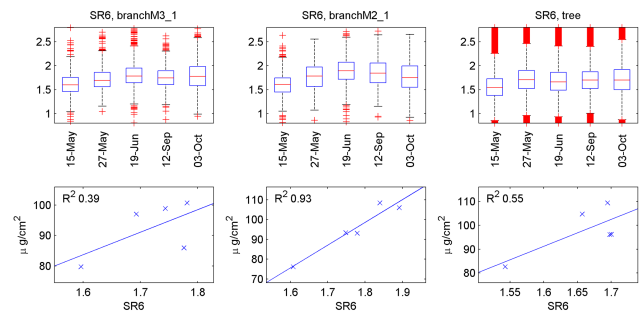 SR6, branchM3_1
SR6, branchM2_1
SR6, tree
2.5
2
1.5
1
15-May
27-May
19-Jun
12-Sep
03-Oct
2.5
2
1.5
1
15-May
27-May
19-Jun
12-Sep
03-Oct
2.5
2
1.5
1
15-May
27-May
19-Jun
12-Sep
03-Oct
R² 0.39
100
90
80
μ g/cm²
1.6
1.7
1.8
SR6
R² 0.93
110
100
90
80
70
1.6
1.7
1.8
1.9
SR6
R² 0.55
110
100
90
80
1.55
1.6
1.65
1.7
SR6